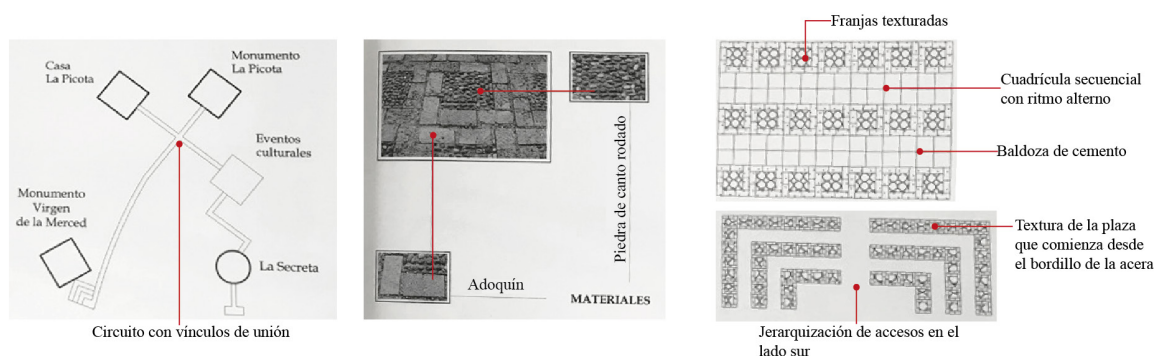 Casa
La Picota
Monumento
La Picota
Eventos
culturales
Monumento
Virgen
de la Merced
La Secreta
Circuito con vínculos de unión
Piedra de canto rodado
Adoquín
MATERIALES
Franjas texturadas
Cuadrícula secuencial
con ritmo alterno
Baldoza de cemento
Textura de la plaza
que comienza desde
el bordillo de la acera
Jerarquización de accesos en el
lado sur